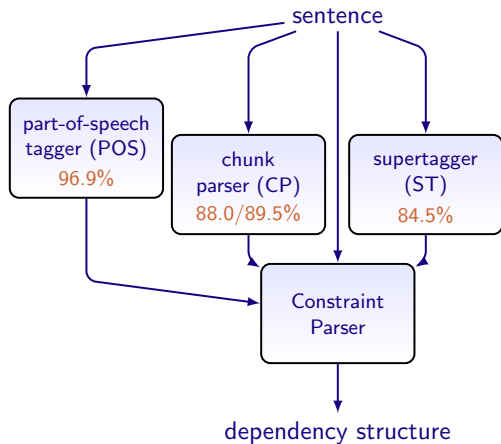 sentence
part-of-speech
tagger (POS)
96.9%
chunk
parser (CP)
88.0/89.5%
supertagger
(ST)
84.5%
Constraint
Parser
dependency structure